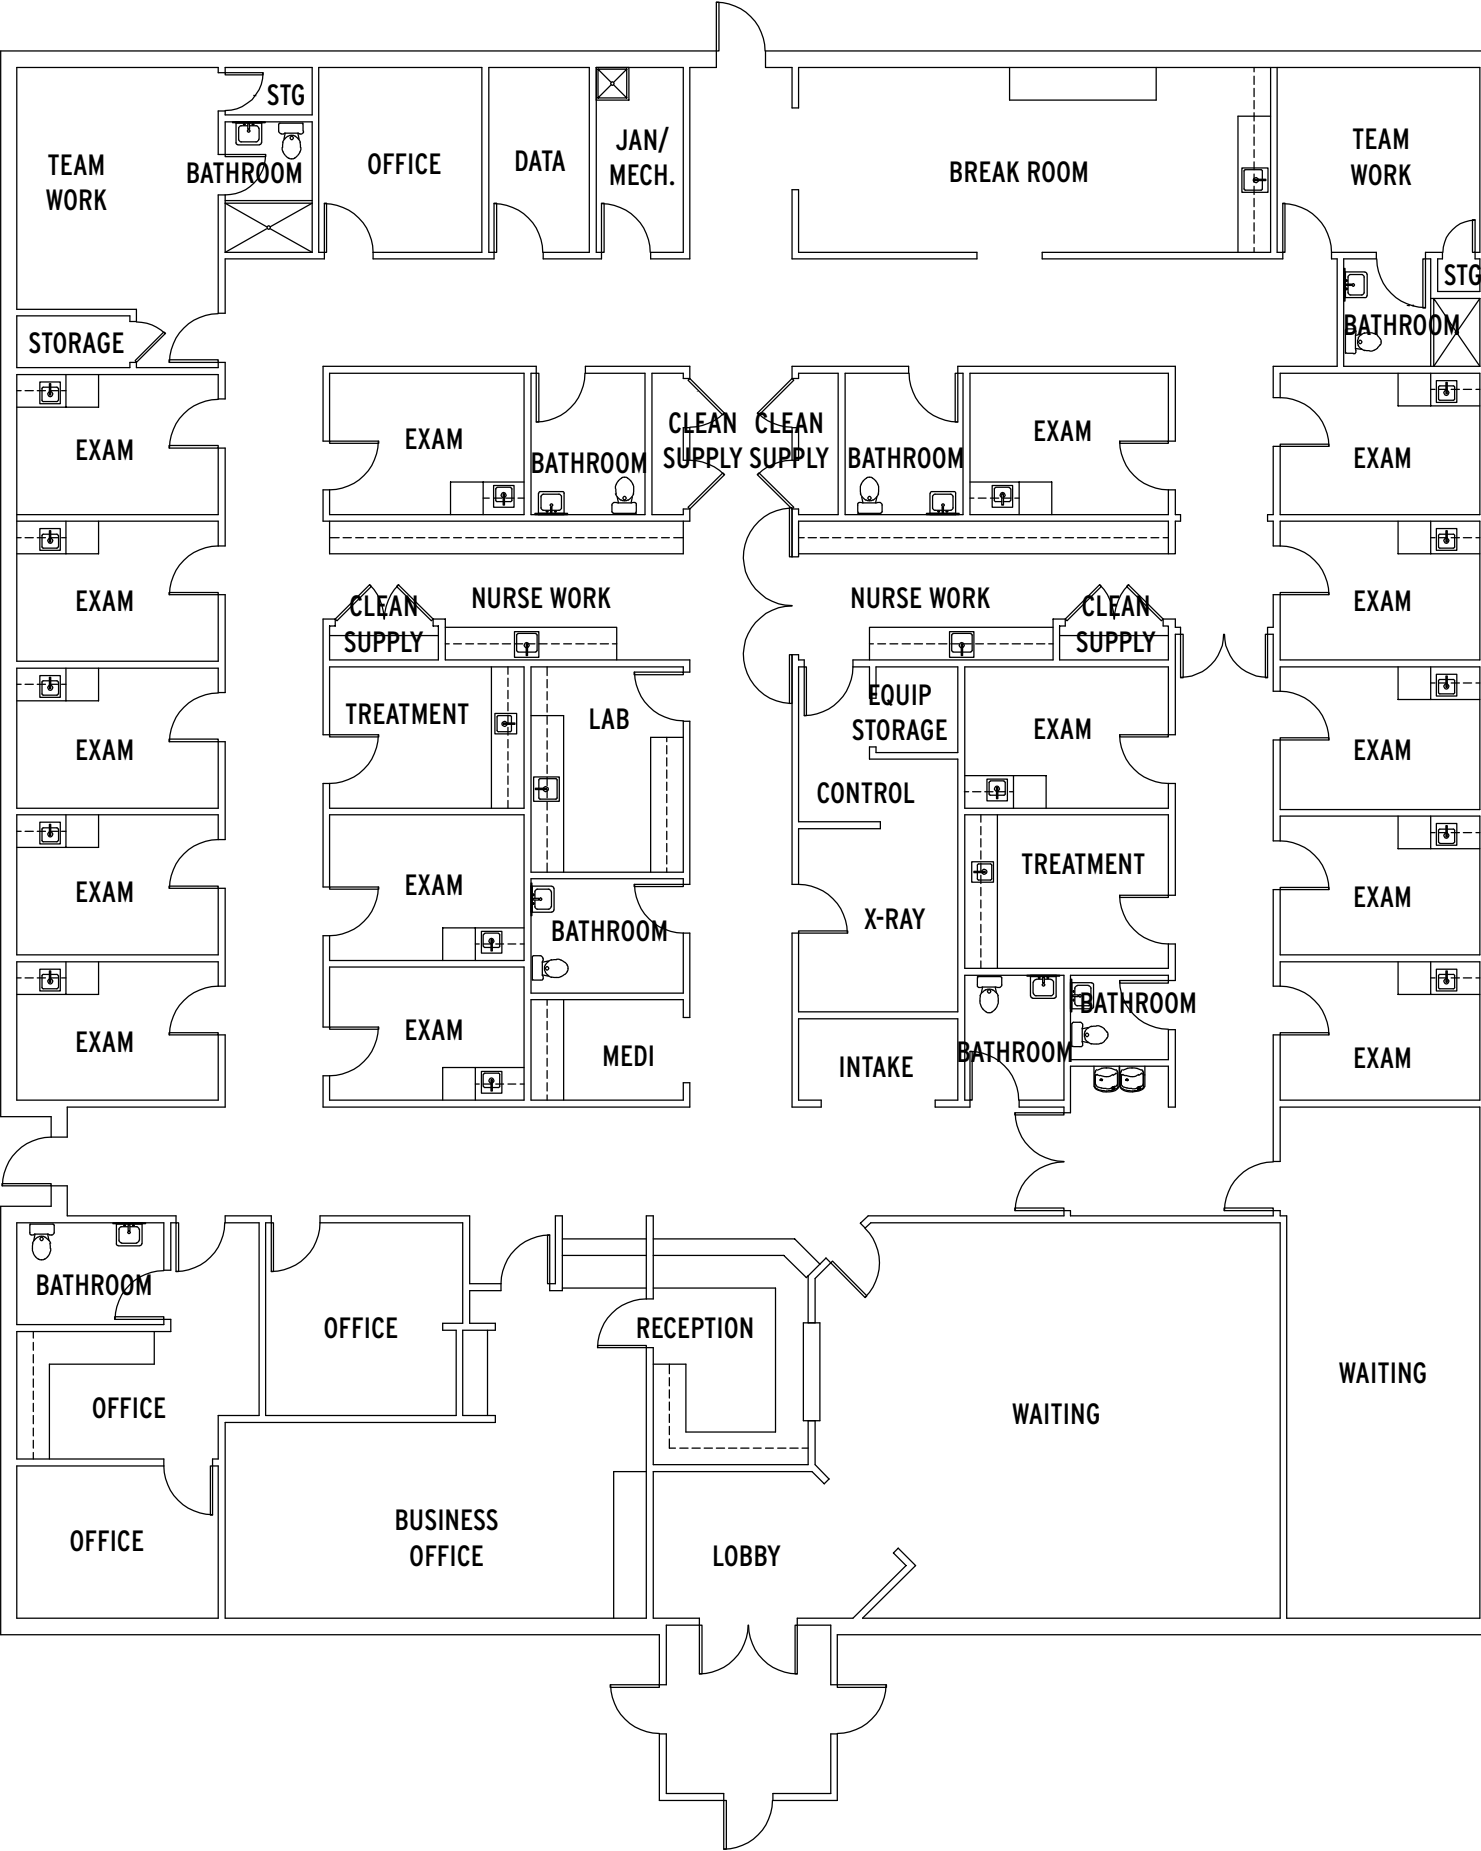 STG
TEAM
WORK
BATHROOM
OFFICE
DATA
JAN/
MECH.
BREAK ROOM
TEAM
WORK
STG
BATHROOM
STORAGE
EXAM
EXAM
BATHROOM
CLEAN
SUPPLY
CLEAN
SUPPLY
BATHROOM
EXAM
EXAM
EXAM
CLEAN
SUPPLY
NURSE WORK
NURSE WORK
CLEAN
SUPPLY
EXAM
EXAM
TREATMENT
LAB
EQUIP
STORAGE
EXAM
EXAM
CONTROL
EXAM
EXAM
BATHROOM
X-RAY
TREATMENT
EXAM
EXAM
EXAM
MEDI
INTAKE
BATHROOM
BATHROOM
EXAM
BATHROOM
OFFICE
RECEPTION
OFFICE
WAITING
WAITING
OFFICE
BUSINESS
OFFICE
LOBBY